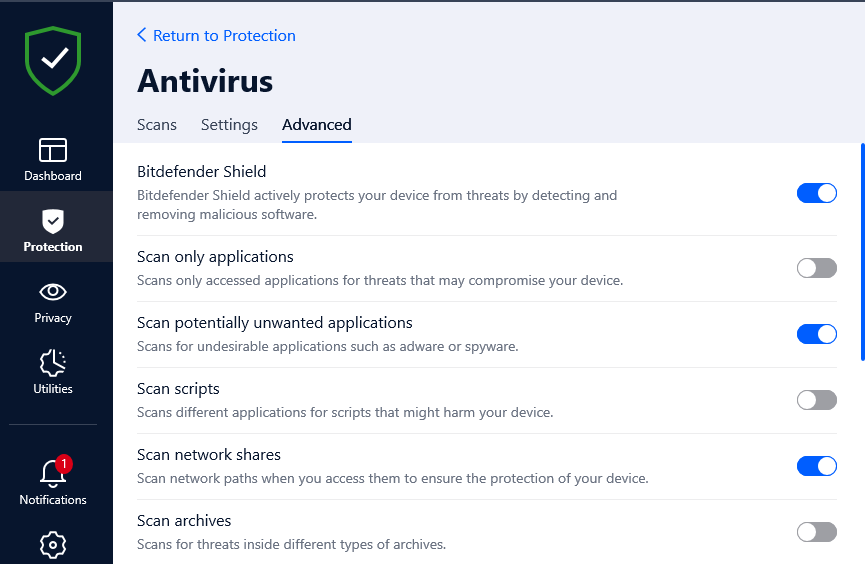 Return to Protection
Antivirus
Scans Settings Advanced
Dashboard
Protection
Privacy
Utilities
1
Notifications
Bitdefender Shield
Bitdefender Shield actively protects your device from threats by detecting and
removing malicious software.
Scan only applications
Scans only accessed applications for threats that may compromise your device.
Scan potentially unwanted applications
Scans for undesirable applications such as adware or spyware.
Scan scripts
Scans different applications for scripts that might harm your device.
Scan network shares
Scan network paths when you access them to ensure the protection of your device.
Scan archives
Scans for threats inside different types of archives.